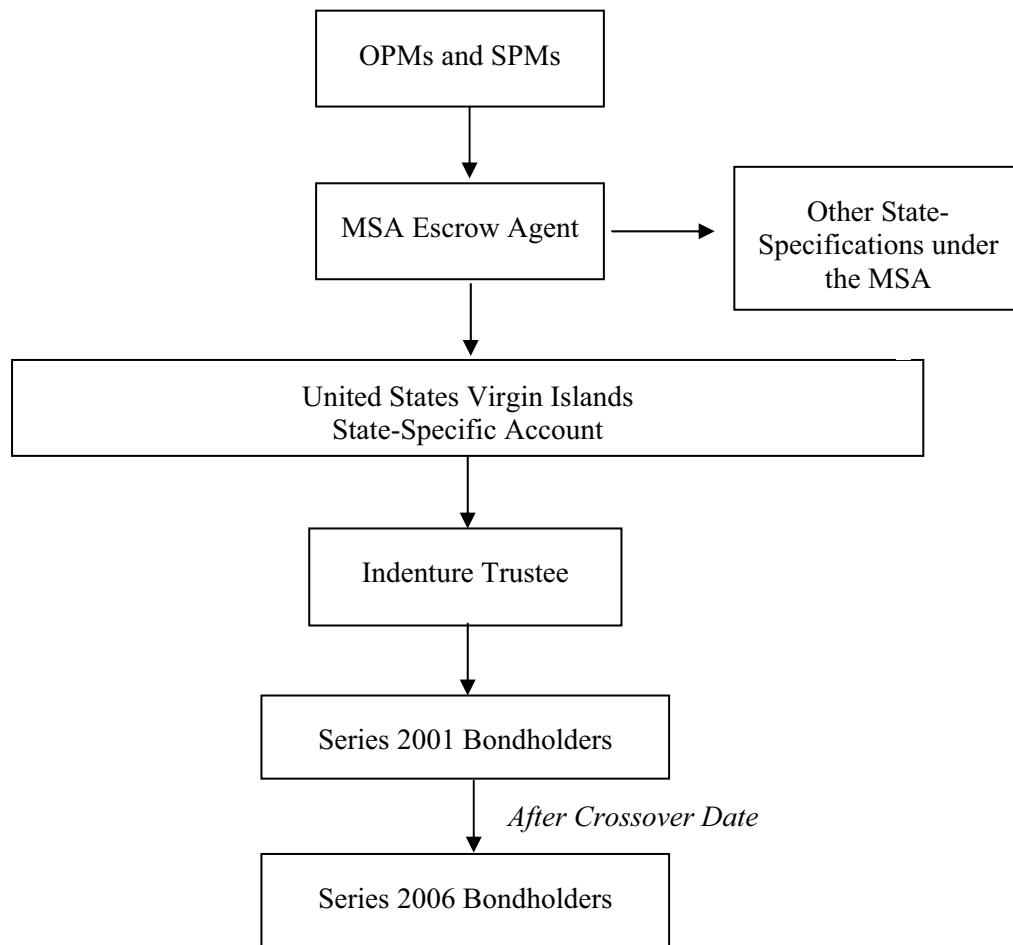 OPMs and SPMs
MSA Escrow Agent
Other State-
Specifications under
the MSA
United States Virgin Islands
State-Specific Account
Indenture Trustee
Series 2001 Bondholders
After Crossover Date
Series 2006 Bondholders